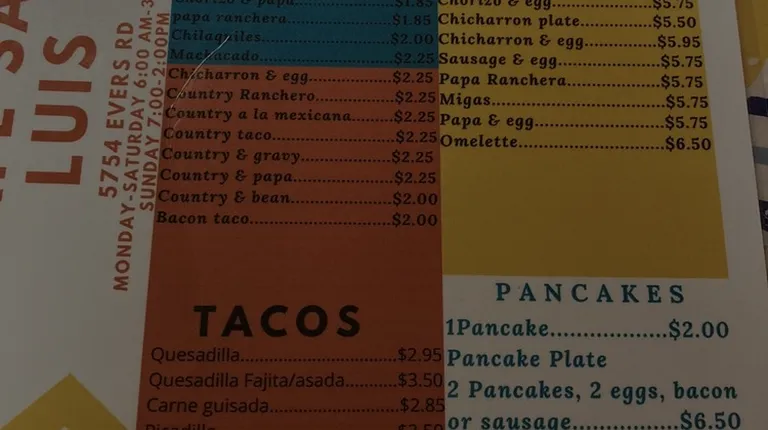 LUIS
5754 EVERS RD
MONDAY-SATURDAY 6:00 AM-3
SUNDAY 7:00-2:00PM
papa ranchera............$1.85
Chilaquiles..................$2.00
Machacado..................$2.25
Chicharron & egg............$2.25
Country Ranchero............$2.25
Country a la mexicana.......$2.25
Country taco................$2.25
Country & gravy.............$2.25
Country & papa..............$2.25
Country & bean..............$2.00
Bacon taco..................$2.00
TACOS
Quesadilla..................$2.95
Quesadilla Fajita/asada.....$3.50
Carne guisada...............$2.85
$5.75
Chicharron plate............$5.50
Chicharron & egg............$5.95
Sausage & egg...............$5.75
Papa Ranchera...............$5.75
Migas.......................$5.75
Papa & egg..................$5.75
Omelette....................$6.50
PANCAKES
1Pancake....................$2.00
Pancake Plate
2 Pancakes, 2 eggs, bacon
or sausage..................$6.50